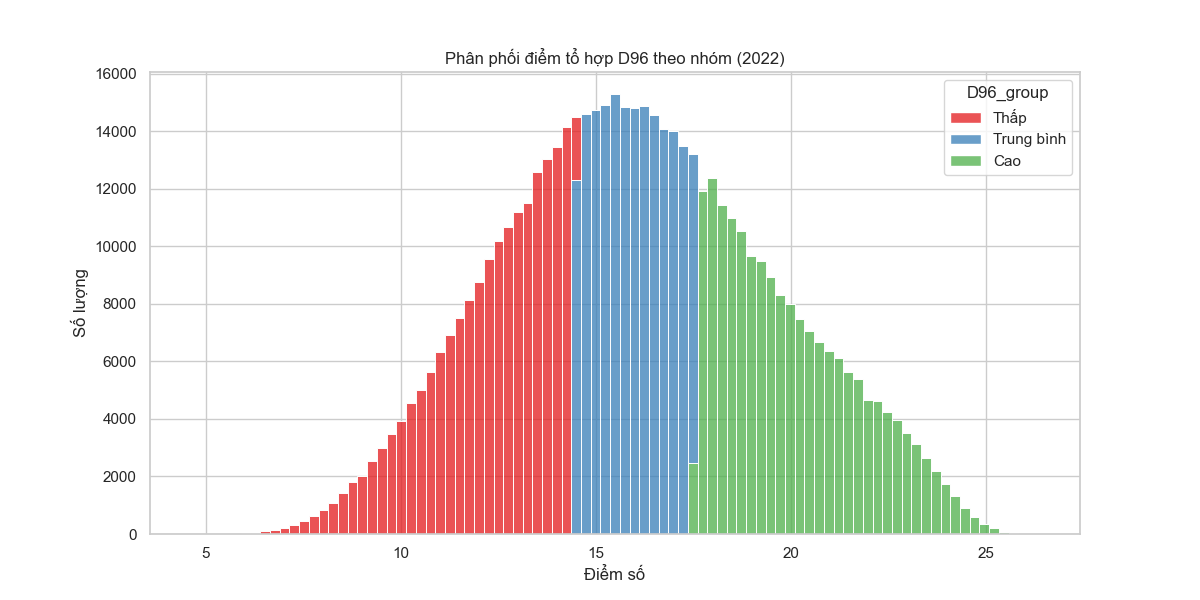 Phân phối điểm tổ hợp D96 theo nhóm (2022)
D96_group
Thấp
Trung bình
Cao
Số lượng
16000
14000
12000
10000
8000
6000
4000
2000
0
5
10
15
20
25
Điểm số